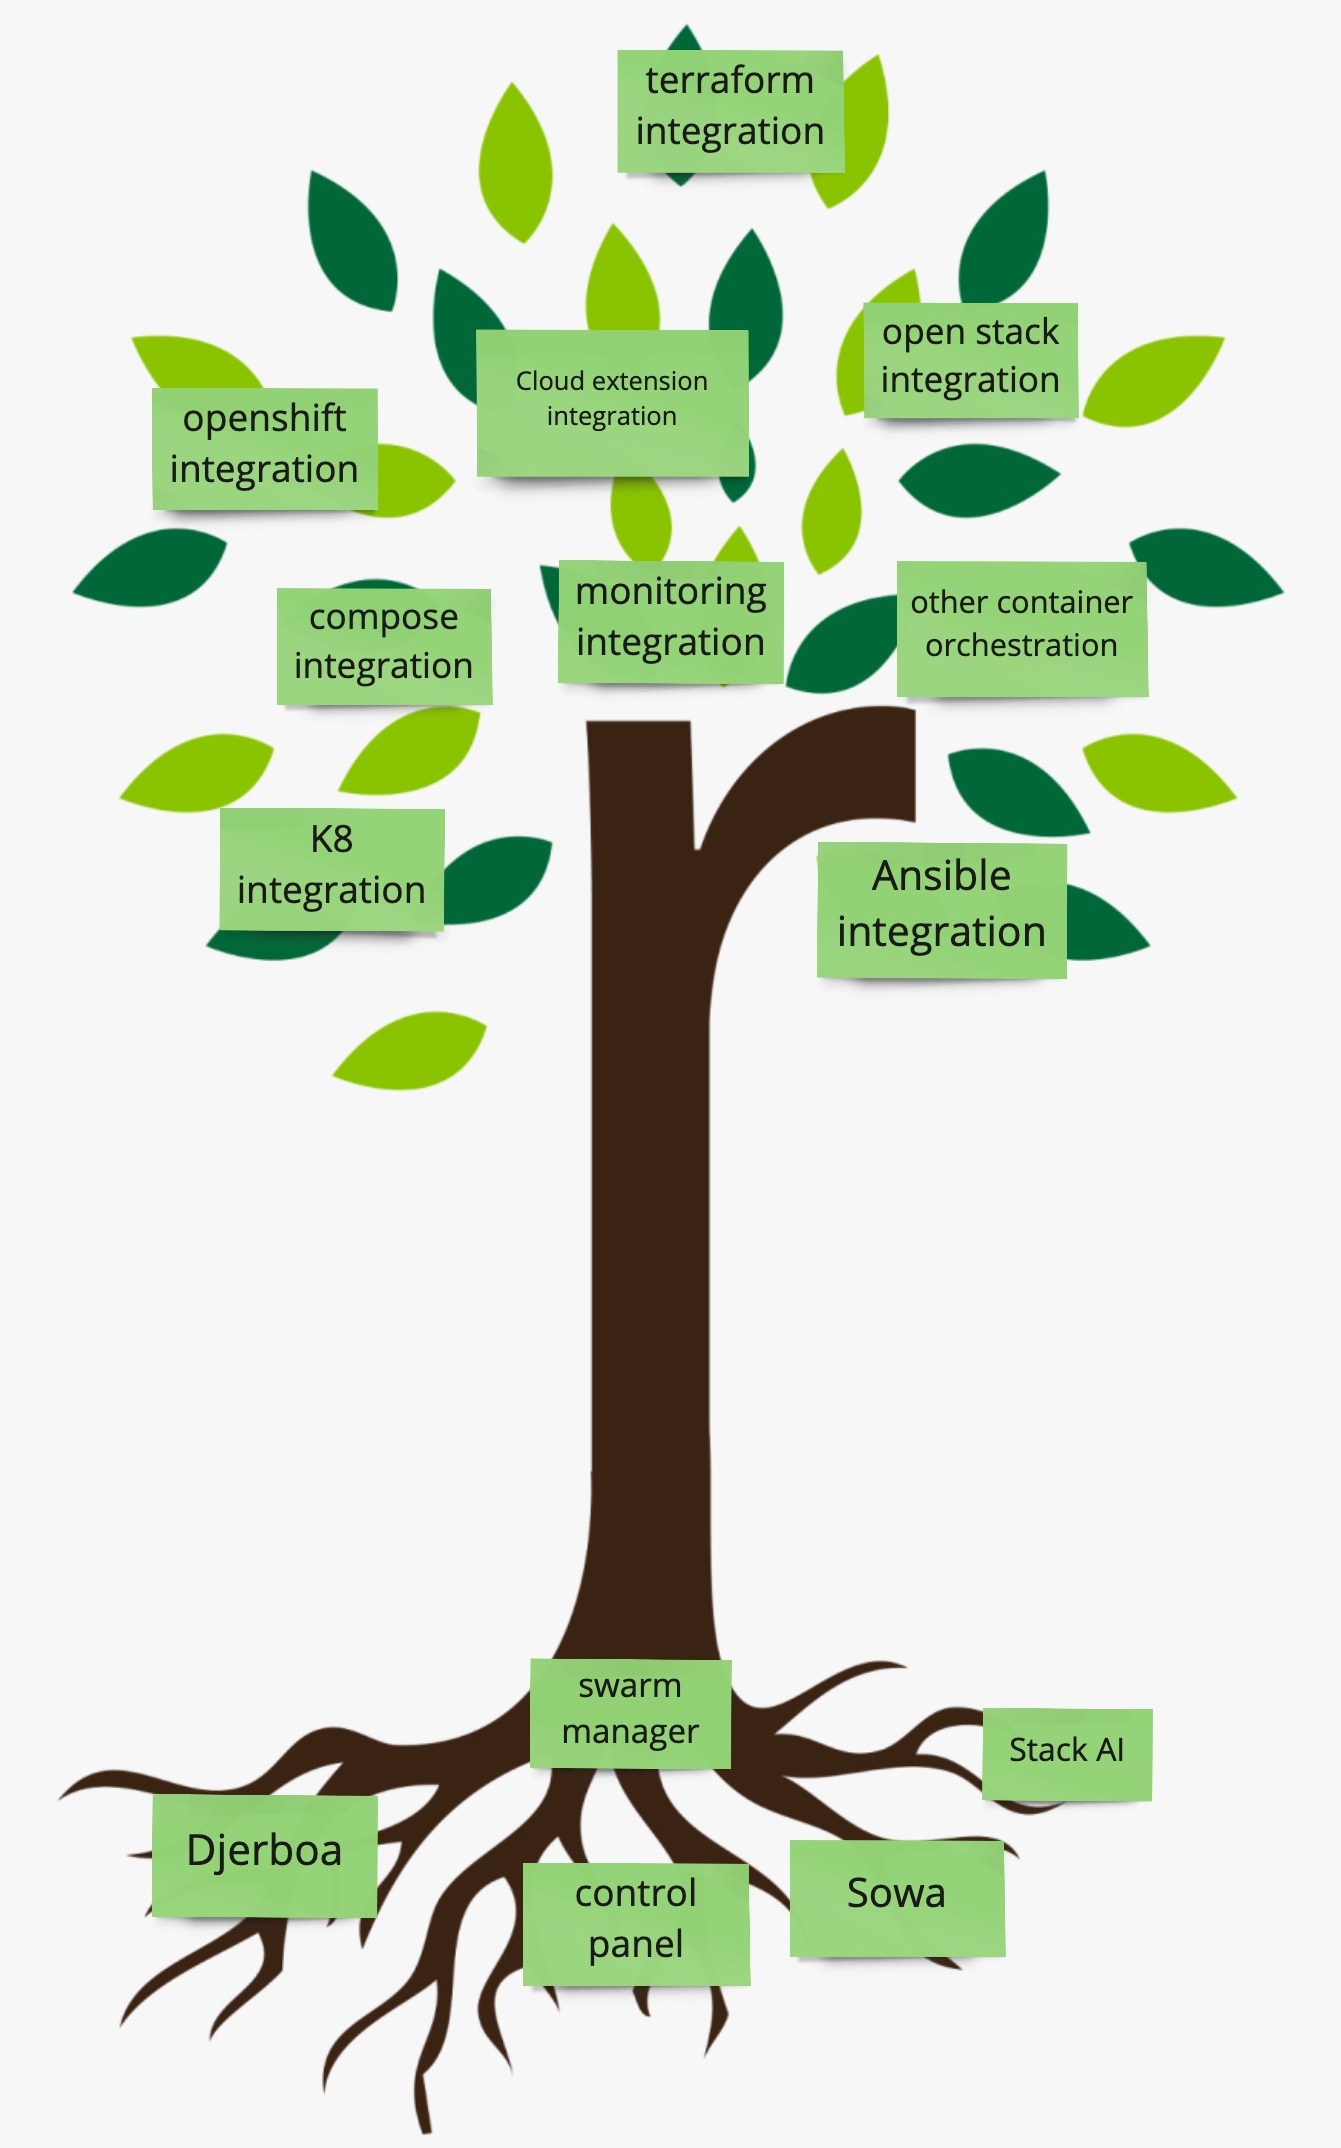 terraform
integration
open stack
integration
Cloud extension
integration
openshift
integration
monitoring
integration
other container
orchestration
compose
integration
K8
integration
Ansible
integration
swarm
manager
Stack AI
Djerboa
control
panel
Sowa